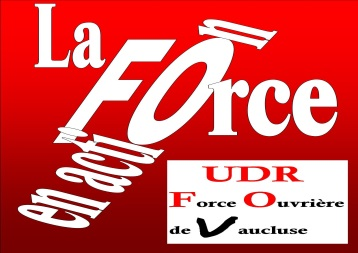 La FOrce
en action
UDR
Force Ouvrière
de Vaucluse